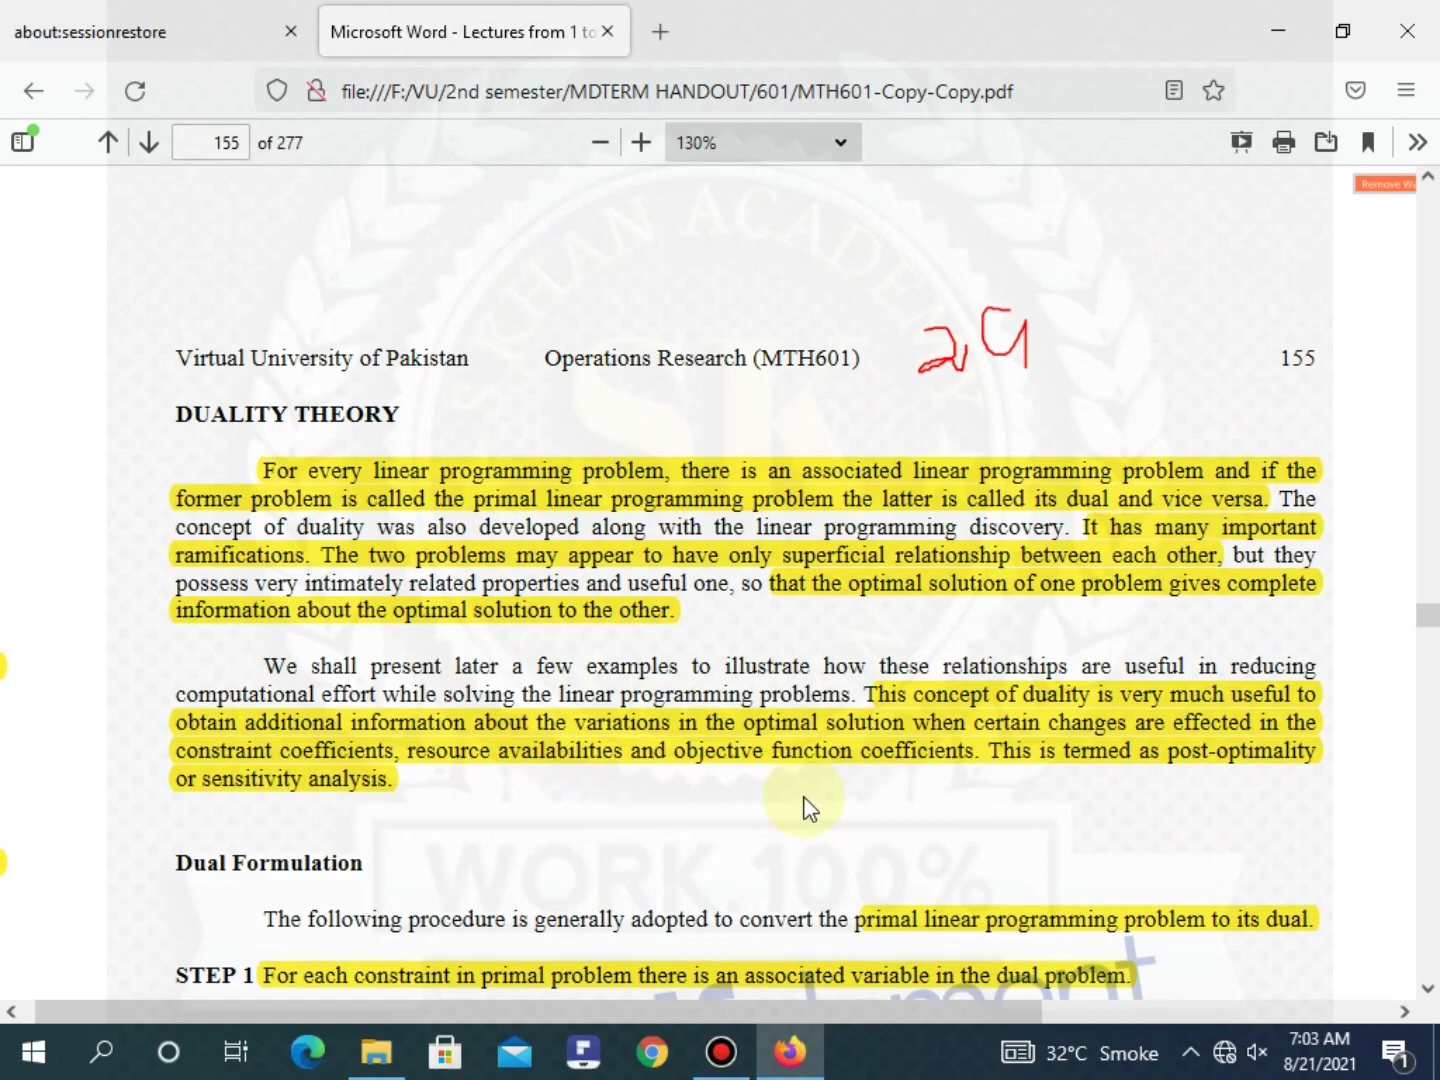 about:sessionrestore
Microsoft Word - Lectures from 1 to
file:///F:/VU/2nd semester/MDTERM HANDOUT/601/MTH601-Copy-Copy.pdf
155 of 277
130%
Remove Wa
KHAN ACADEMY
2,9
Virtual University of Pakistan Operations Research (MTH601) 155
DUALITY THEORY
For every linear programming problem, there is an associated linear programming problem and if the
former problem is called the primal linear programming problem the latter is called its dual and vice versa. The
concept of duality was also developed along with the linear programming discovery. It has many important
ramifications. The two problems may appear to have only superficial relationship between each other, but they
possess very intimately related properties and useful one, so that the optimal solution of one problem gives complete
information about the optimal solution to the other.
We shall present later a few examples to illustrate how these relationships are useful in reducing
computational effort while solving the linear programming problems. This concept of duality is very much useful to
obtain additional information about the variations in the optimal solution when certain changes are effected in the
constraint coefficients, resource availabilities and objective function coefficients. This is termed as post-optimality
or sensitivity analysis.
WORK.100%
Dual Formulation
The following procedure is generally adopted to convert the primal linear programming problem to its dual.
STEP 1 For each constraint in primal problem there is an associated variable in the dual problem.
32°C Smoke
7:03 AM
8/21/2021
1